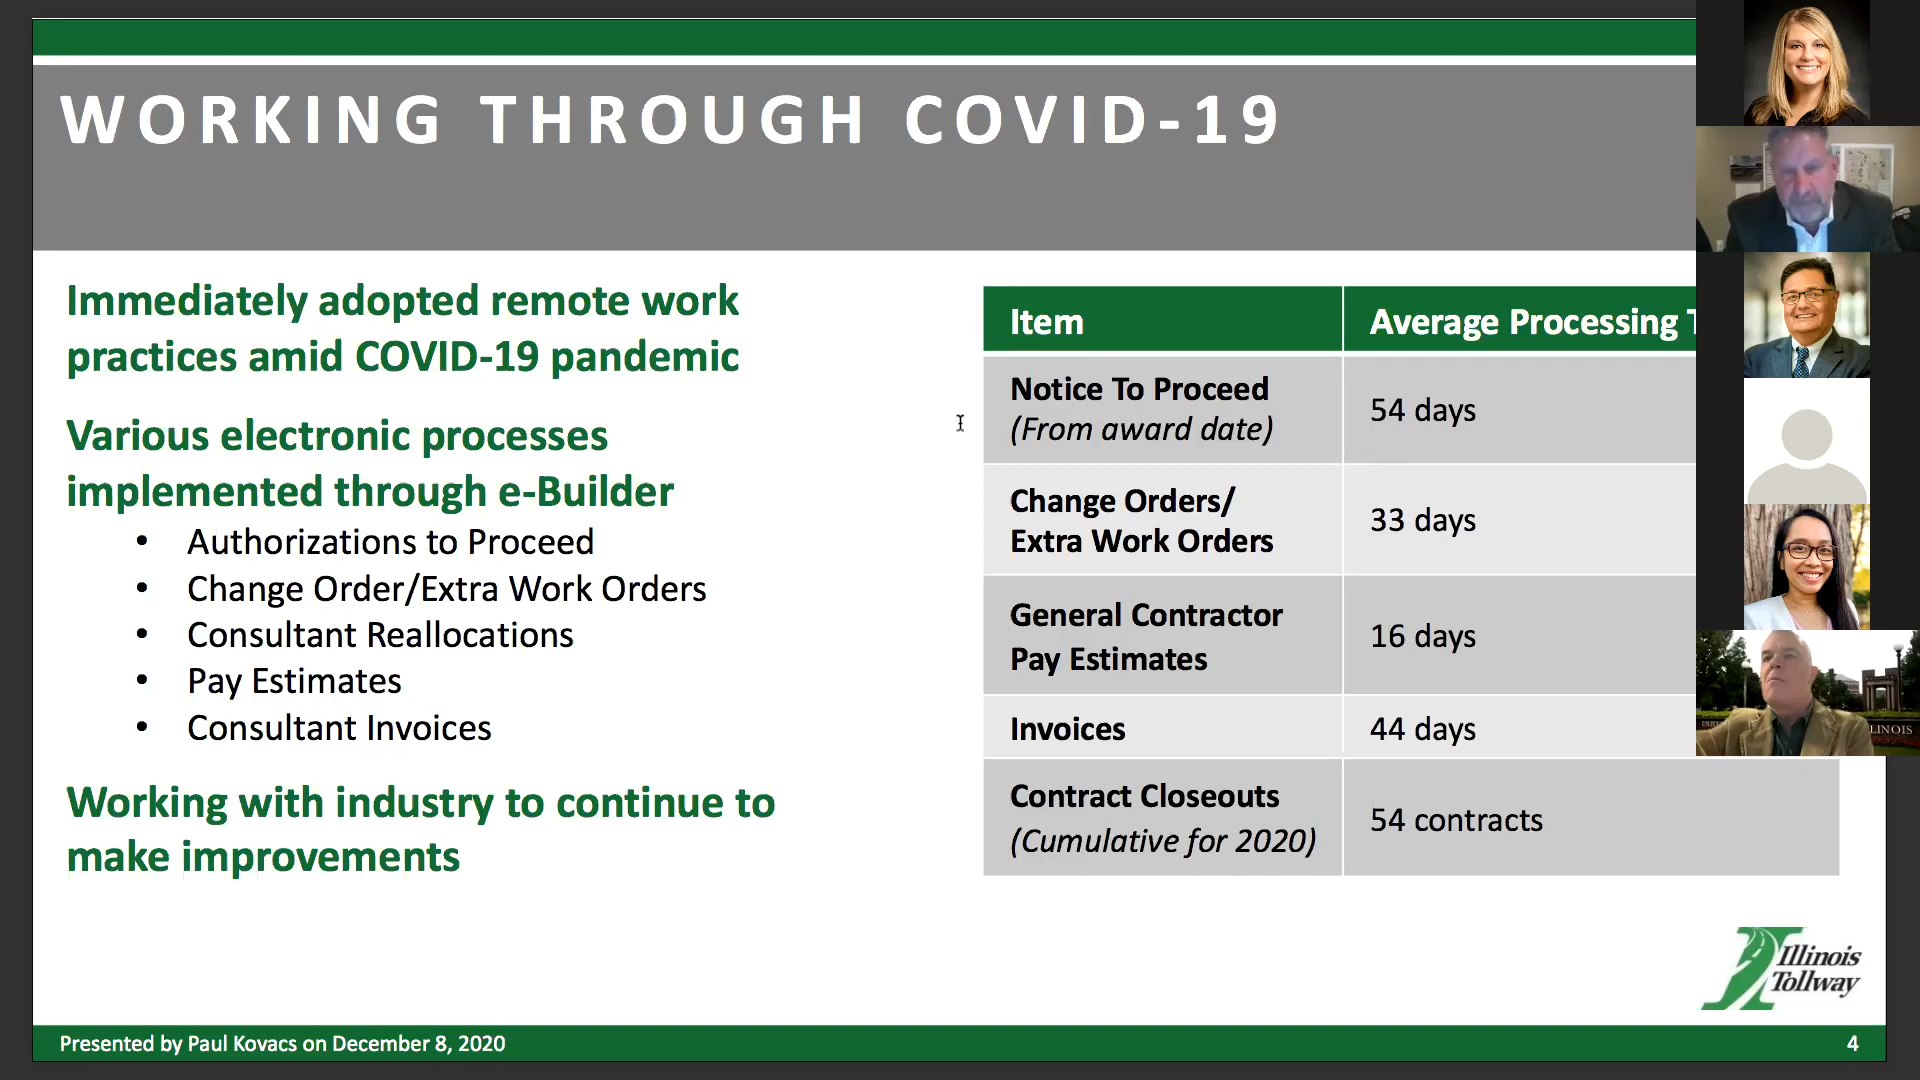 WORKING THROUGH COVID-19
Immediately adopted remote work
practices amid COVID-19 pandemic
Various electronic processes
implemented through e-Builder
• Authorizations to Proceed
• Change Order/Extra Work Orders
• Consultant Reallocations
• Pay Estimates
• Consultant Invoices
Working with industry to continue to
make improvements
Item
Average Processing T
Notice To Proceed
(From award date)
54 days
Change Orders/
Extra Work Orders
33 days
General Contractor
Pay Estimates
16 days
Invoices
44 days
Contract Closeouts
(Cumulative for 2020)
54 contracts
LINOIS
Illinois
Tollway
Presented by Paul Kovacs on December 8, 2020
4